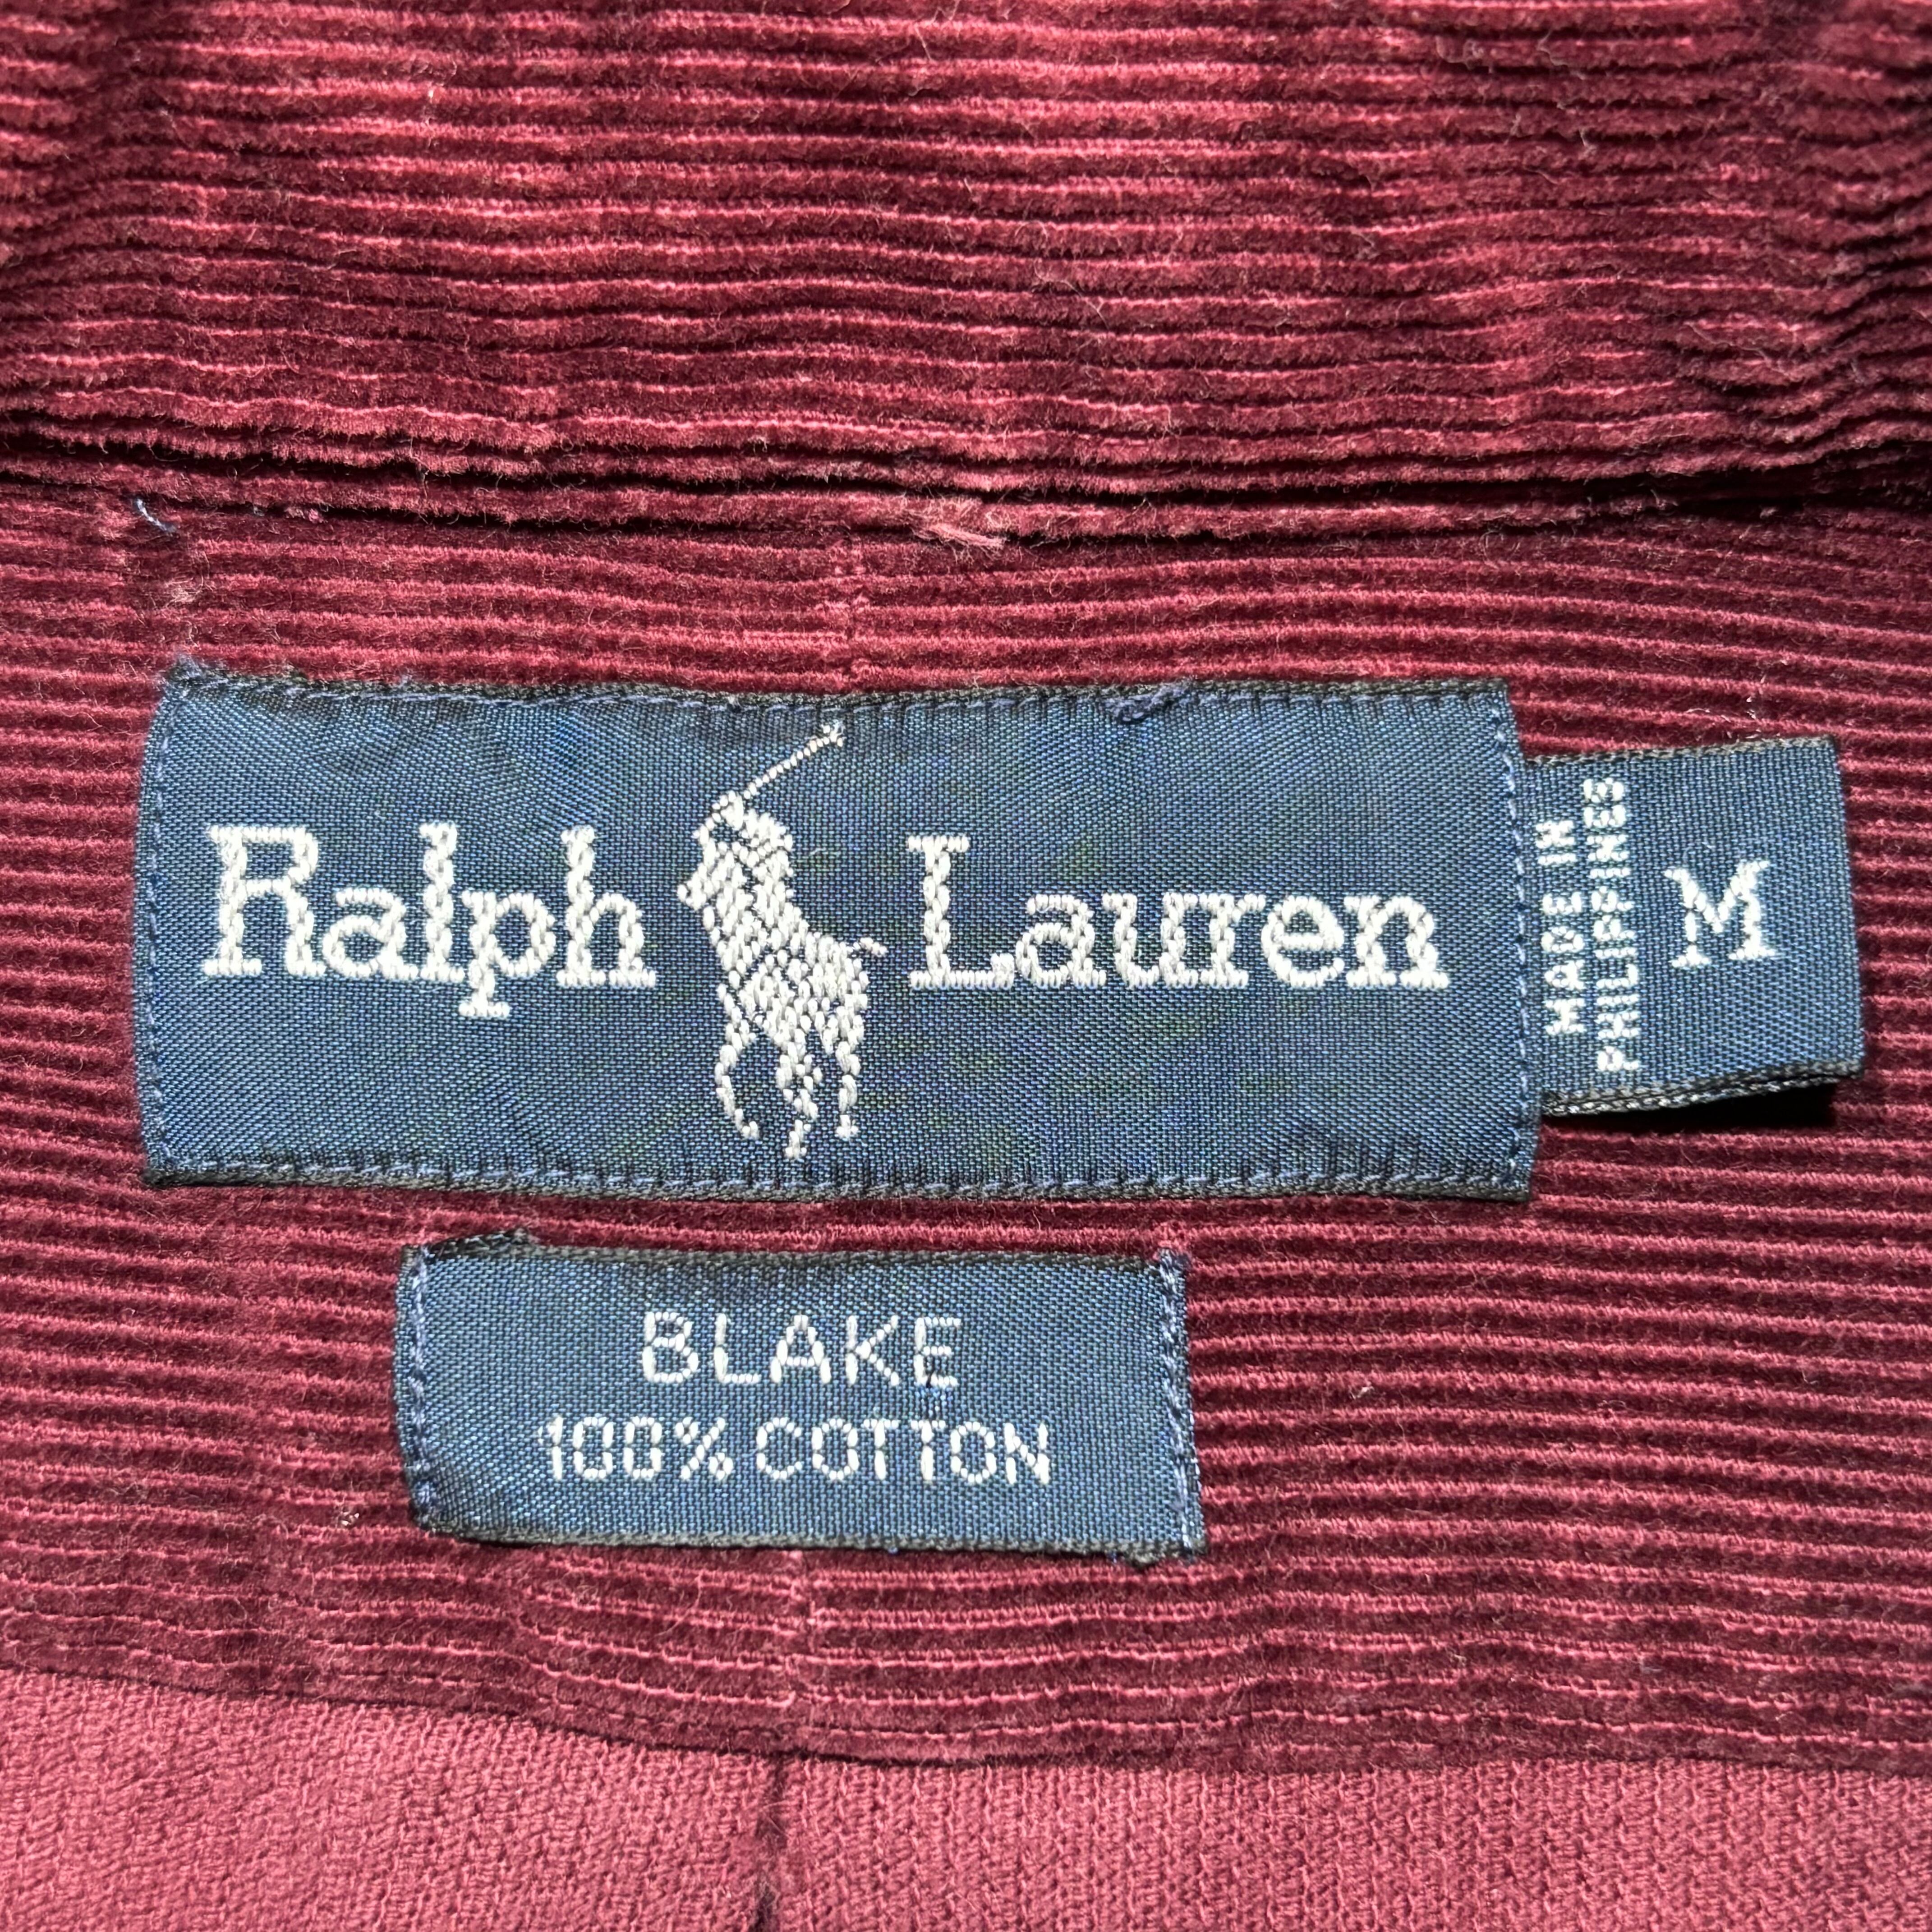 Ralph Lauren
MADE IN
PHILIPPINES
M
BLAKE
100% COTTON